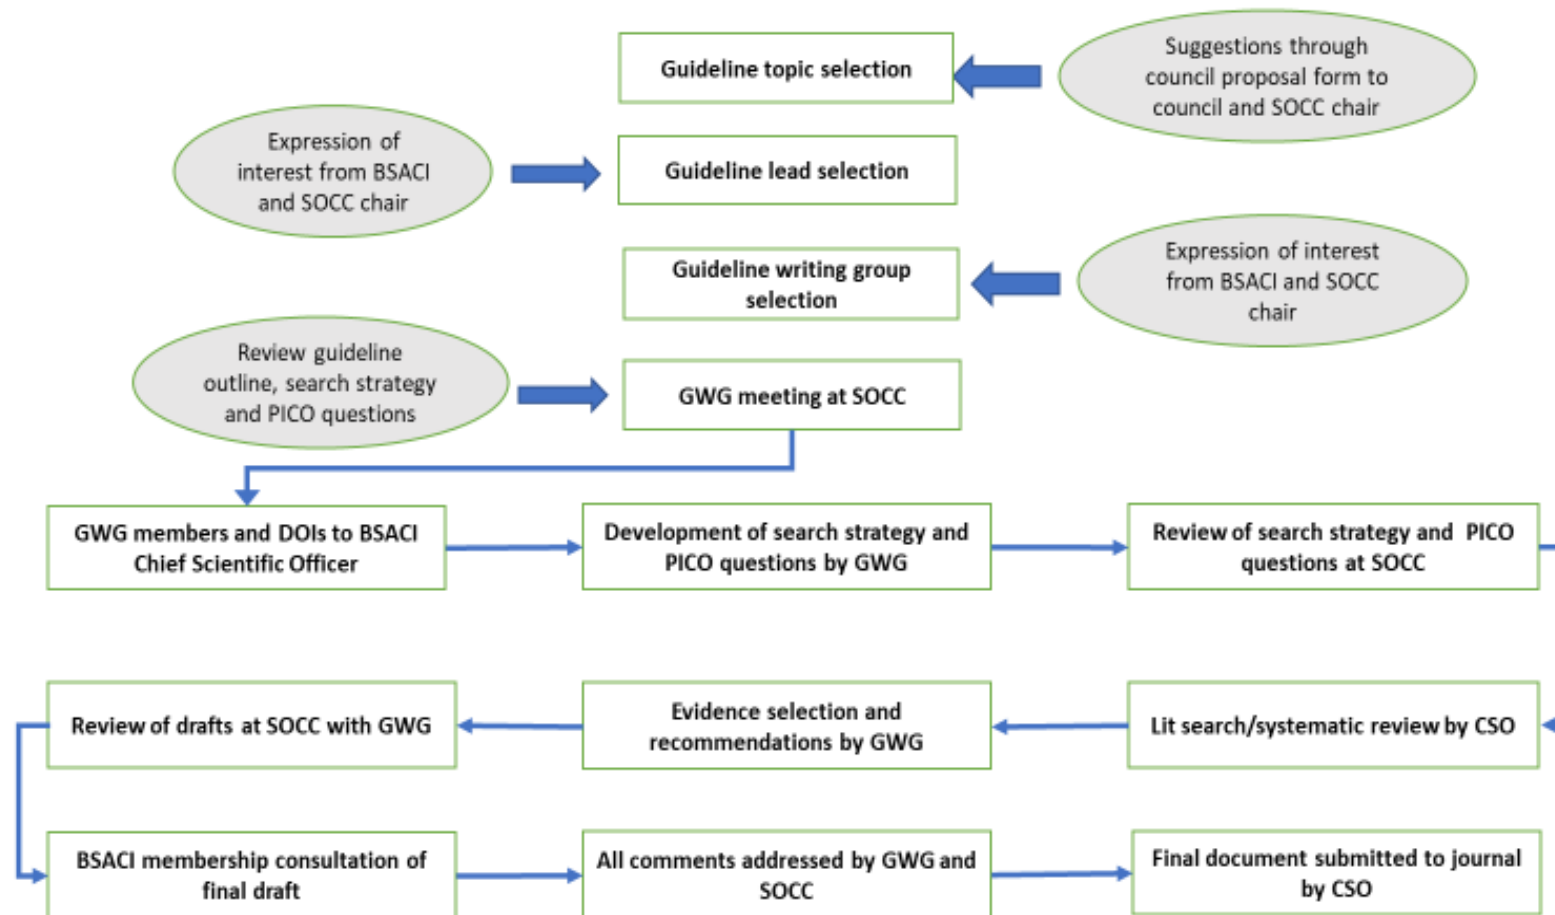 Guideline topic selection
Suggestions through
council proposal form to
council and SOCC chair
Expression of
interest from BSACI
and SOCC chair
Guideline lead selection
Guideline writing group
selection
Expression of interest
from BSACI and SOCC
chair
Review guideline
outline, search strategy
and PICO questions
GWG meeting at SOCC
GWG members and DOIs to BSACI
Chief Scientific Officer
Development of search strategy and
PICO questions by GWG
Review of search strategy and PICO
questions at SOCC
Review of drafts at SOCC with GWG
Evidence selection and
recommendations by GWG
Lit search/systematic review by CSO
BSACI membership consultation of
final draft
All comments addressed by GWG and
SOCC
Final document submitted to journal
by CSO